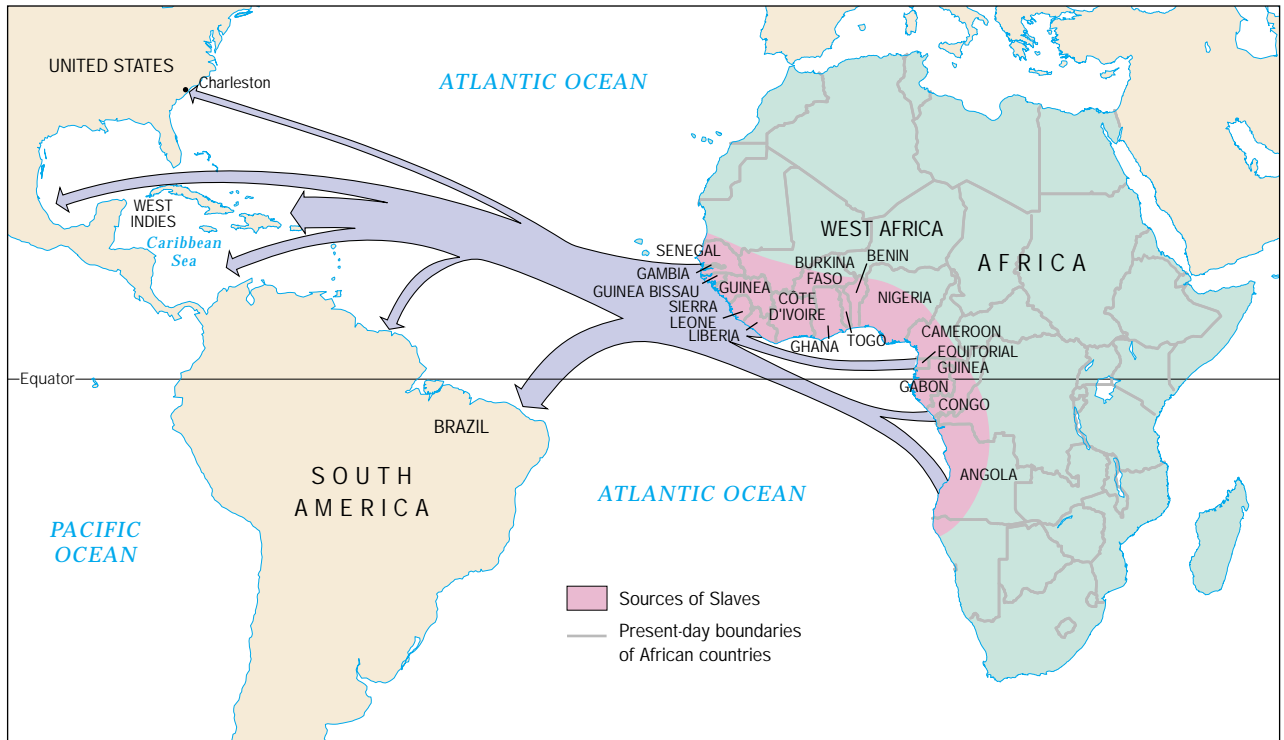 UNITED STATES
Charleston
ATLANTIC OCEAN
WEST
INDIES
Caribbean
Sea
WEST AFRICA
AFRICA
SENEGAL
GAMBIA
GUINEA BISSAU
GUINEA
SIERRA
LEONE
LIBERIA
CÔTE
D'IVOIRE
BURKINA
FASO
BENIN
GHANA
TOGO
NIGERIA
CAMEROON
EQUITORIAL
GUINEA
GABON
CONGO
ANGOLA
Equator
BRAZIL
SOUTH
AMERICA
ATLANTIC OCEAN
PACIFIC
OCEAN
Sources of Slaves
Present-day boundaries
of African countries